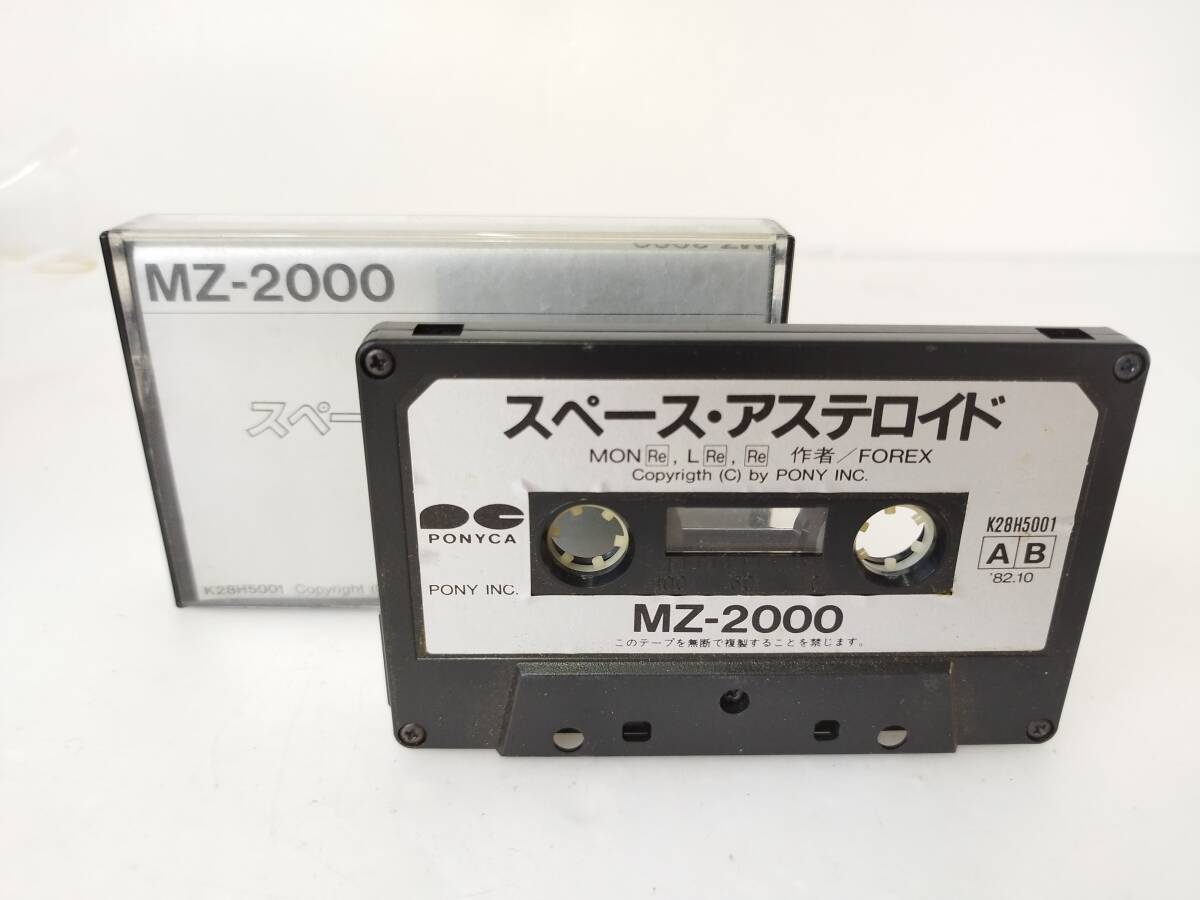 MZ-2000
スペー
K28H5001 Copyright (
スペース・アステロイド
MON Re , L Re , Re 作者/FOREX
Copyrigth (C) by PONY INC.
PONYCA
PONY INC.
K28H5001
A B
'82.10
MZ-2000
このテープを無断で複製することを禁じます。